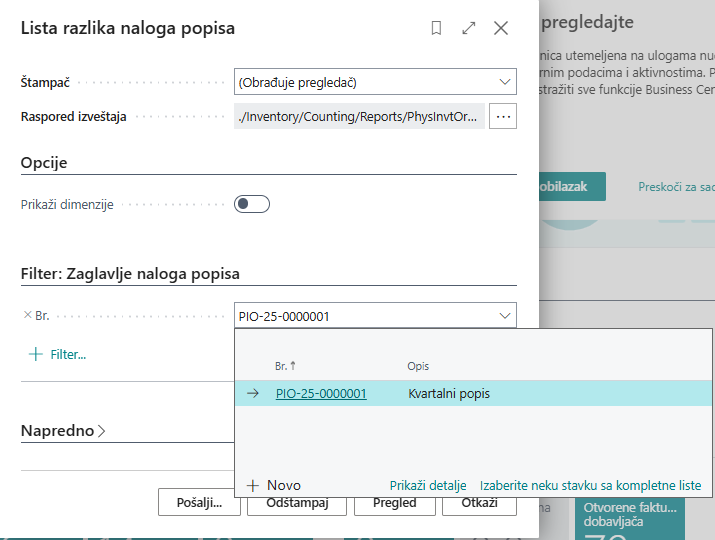 Lista razlika naloga popisa
pregledajte
nica utemeljena na ulogama nu
rnim podacima i aktivnostima. P
stražiti sve funkcije Business Cen
Štampač
(Obrađuje pregledač)
Raspored izveštaja
./Inventory/Counting/Reports/PhysInvtOr...
Opcije
obilazak
Preskoči za sad
Prikaži dimenzije
Filter: Zaglavlje naloga popisa
Br.
PIO-25-0000001
Filter...
Br. ↑
Opis
PIO-25-0000001
Kvartalni popis
Napredno
Novo
Prikaži detalje
Izaberite neku stavku sa kompletne liste
Pošalji...
Odštampaj
Pregled
Otkaži
Otvorene faktu...
dobavljača